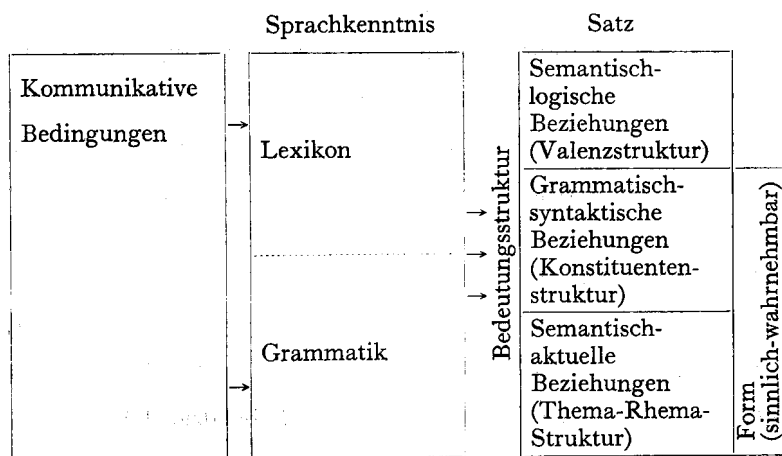 Sprachkenntnis
Satz
Kommunikative
Bedingungen
→
→
Lexikon
Grammatik
→
→
→
Bedeutungsstruktur
Semantisch-
logische
Beziehungen
(Valenzstruktur)
Grammatisch-
syntaktische
Beziehungen
(Konstituenten-
struktur)
Semantisch-
aktuelle
Beziehungen
(Thema-Rhema-
Struktur)
Form
(sinnlich-wahrnehmbar)